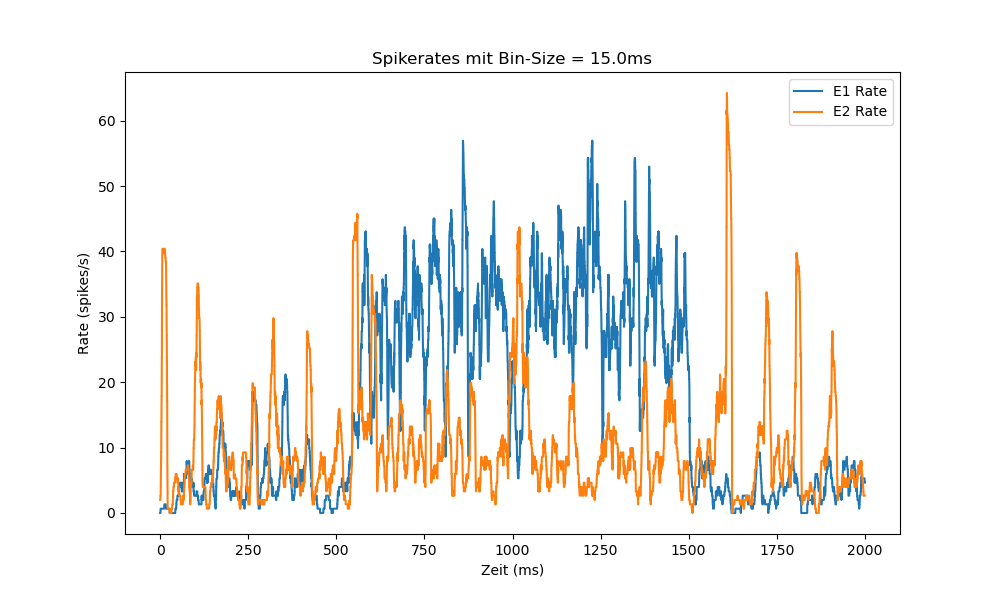 Spikerates mit Bin-Size = 15.0ms
E1 Rate
E2 Rate
Rate (spikes/s)
60
50
40
30
20
10
0
0 250 500 750 1000 1250 1500 1750 2000
Zeit (ms)